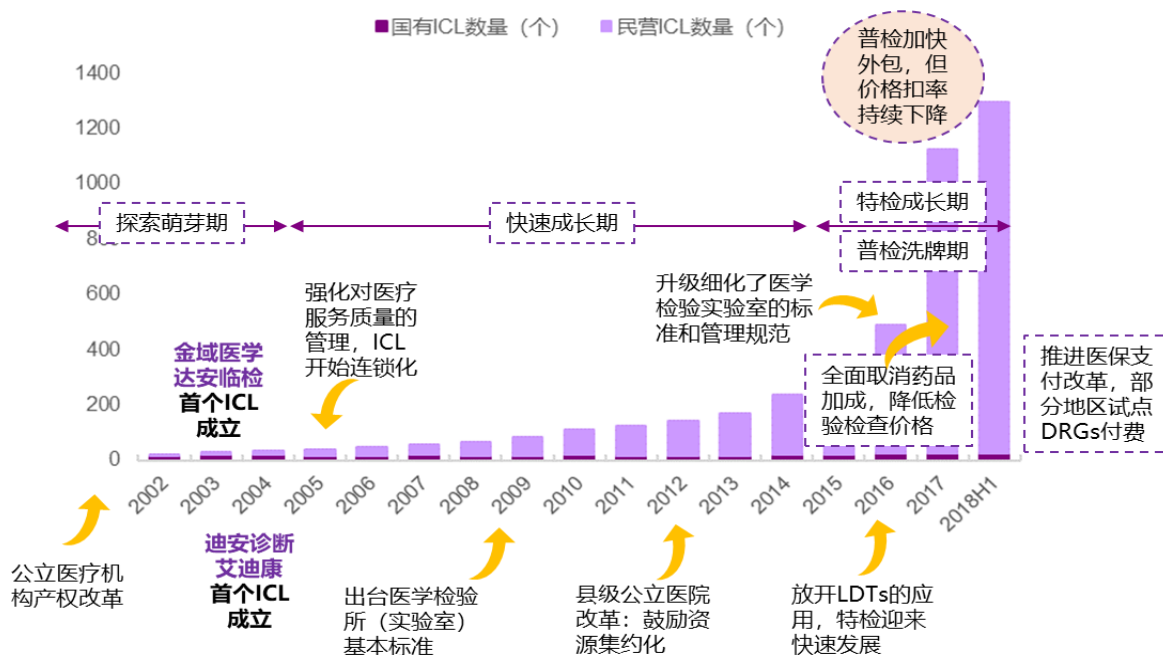 国有ICL数量（个）
民营ICL数量（个）
普检加快
外包，但
价格扣率
持续下降
1400
1200
1000
800
600
400
200
0
探索萌芽期
快速成长期
特检成长期
普检洗牌期
强化对医疗
服务质量的
管理，ICL
开始连锁化
升级细化了医学
检验实验室的标
准和管理规范
金域医学
达安临检
首个ICL
成立
全面取消药品
加成，降低检
验检查价格
推进医保支
付改革，部
分地区试点
DRGs付费
2002
2003
2004
2005
2006
2007
2008
2009
2010
2011
2012
2013
2014
2015
2016
2017
2018H1
公立医疗机
构产权改革
迪安诊断
艾迪康
首个ICL
成立
出台医学检验
所（实验室）
基本标准
县级公立医院
改革：鼓励资
源集约化
放开LDTs的应
用，特检迎来
快速发展